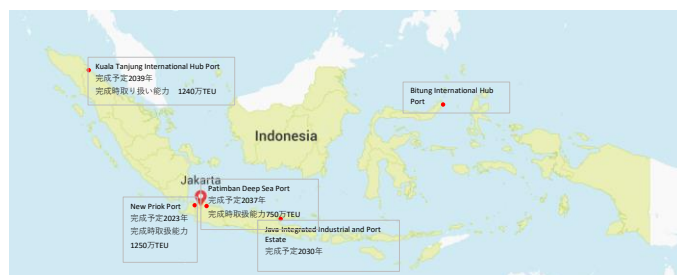 Kuala Tanjung International Hub Port
完成予定2039年
完成時取り扱い能力 1240万TEU
Bitung International Hub
Port
Indonesia
Jakarta
Patimban Deep Sea Port
完成予定2037年
完成時取扱能力750万TEU
New Priok Port
完成予定2023年
完成時取扱能力
1250万TEU
Java Integrated Industrial and Port
Estate
完成予定2030年